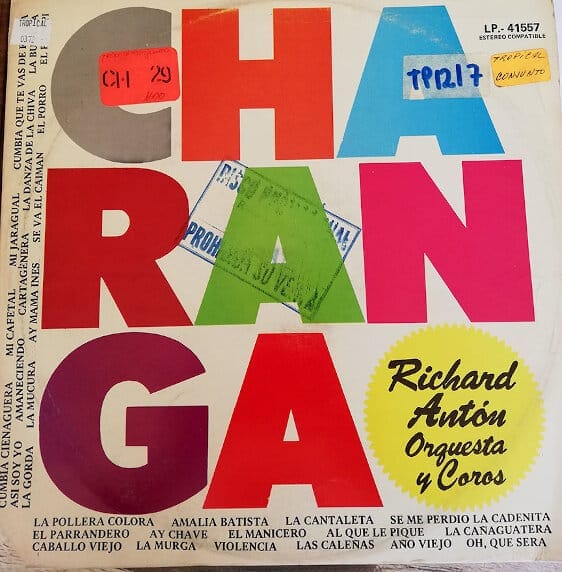 TROPICAL
LP.- 41557
ESTEREO COMPATIBLE
CH 29
TP12/7
TROPICAL
CONJUNTO
CHA
RAN
GA
PROHIBIDA SU VENTA
Richard
Antón
Orquesta
y Coros
CUMBIA CIENAGUERA MI CAFETAL MI JARAGUAL CUMBIA QUE TE VAS DE
ASI SOY YO AMANECIENDO CARTAGENERA LA DANZA DE LA CHIVA LA
LA GORDA LA MUCURA AY MAMA INES SE VA EL CAIMAN EL PORRO EL
LA POLLERA COLORA AMALIA BATISTA LA CANTALETA SE ME PERDIO LA CADENITA
EL PARRANDERO AY CHAVE EL MANICERO AL QUE LE PIQUE LA CAÑAGUATERA
CABALLO VIEJO LA MURGA VIOLENCIA LAS CALEÑAS AÑO VIEJO OH, QUE SERA